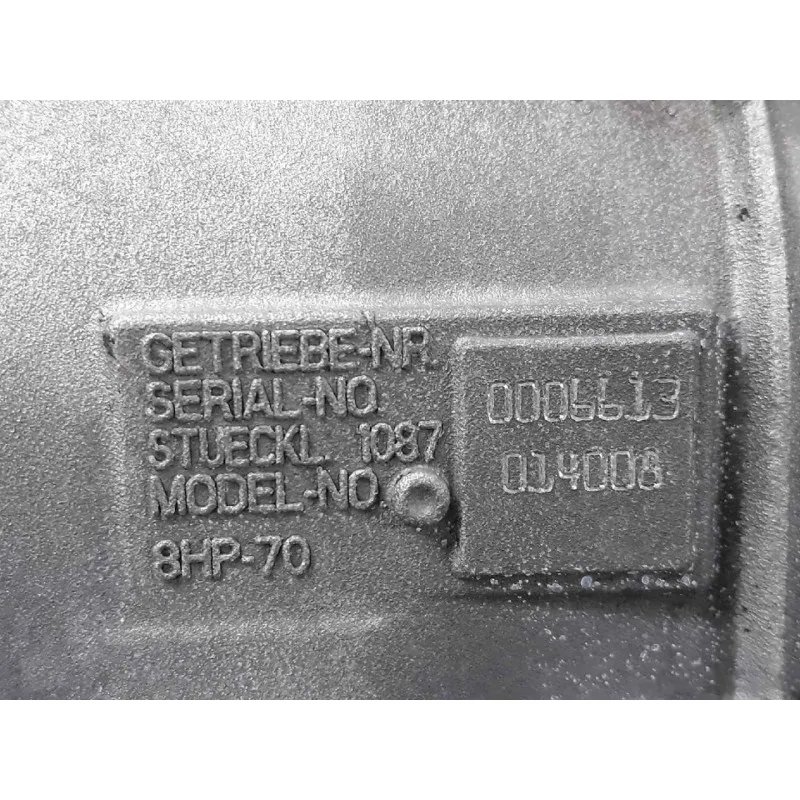 GETRIEBE-NR.
SERIAL-NO. 0006613
STUECKL. 1087
MODEL-NO. 014008
8HP-70